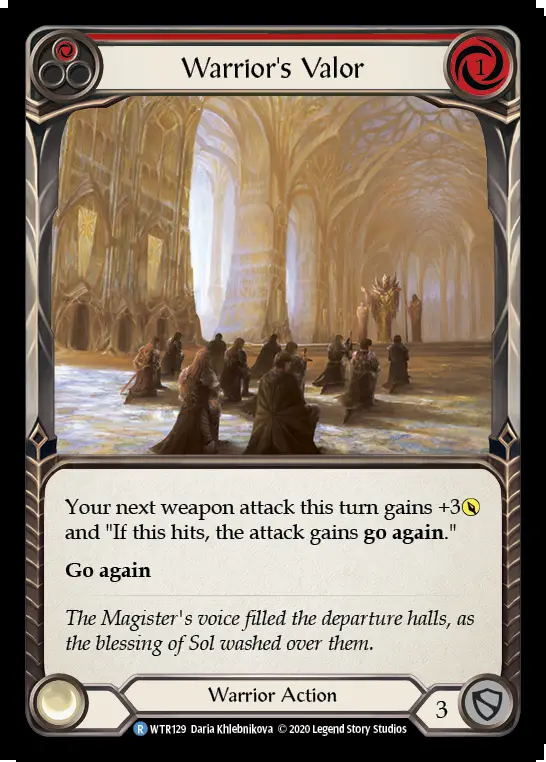 Warrior's Valor
1
Your next weapon attack this turn gains +3
and "If this hits, the attack gains go again."
Go again
The Magister's voice filled the departure halls, as
the blessing of Sol washed over them.
Warrior Action
3
R WTR129 Daria Khlebnikova © 2020 Legend Story Studios